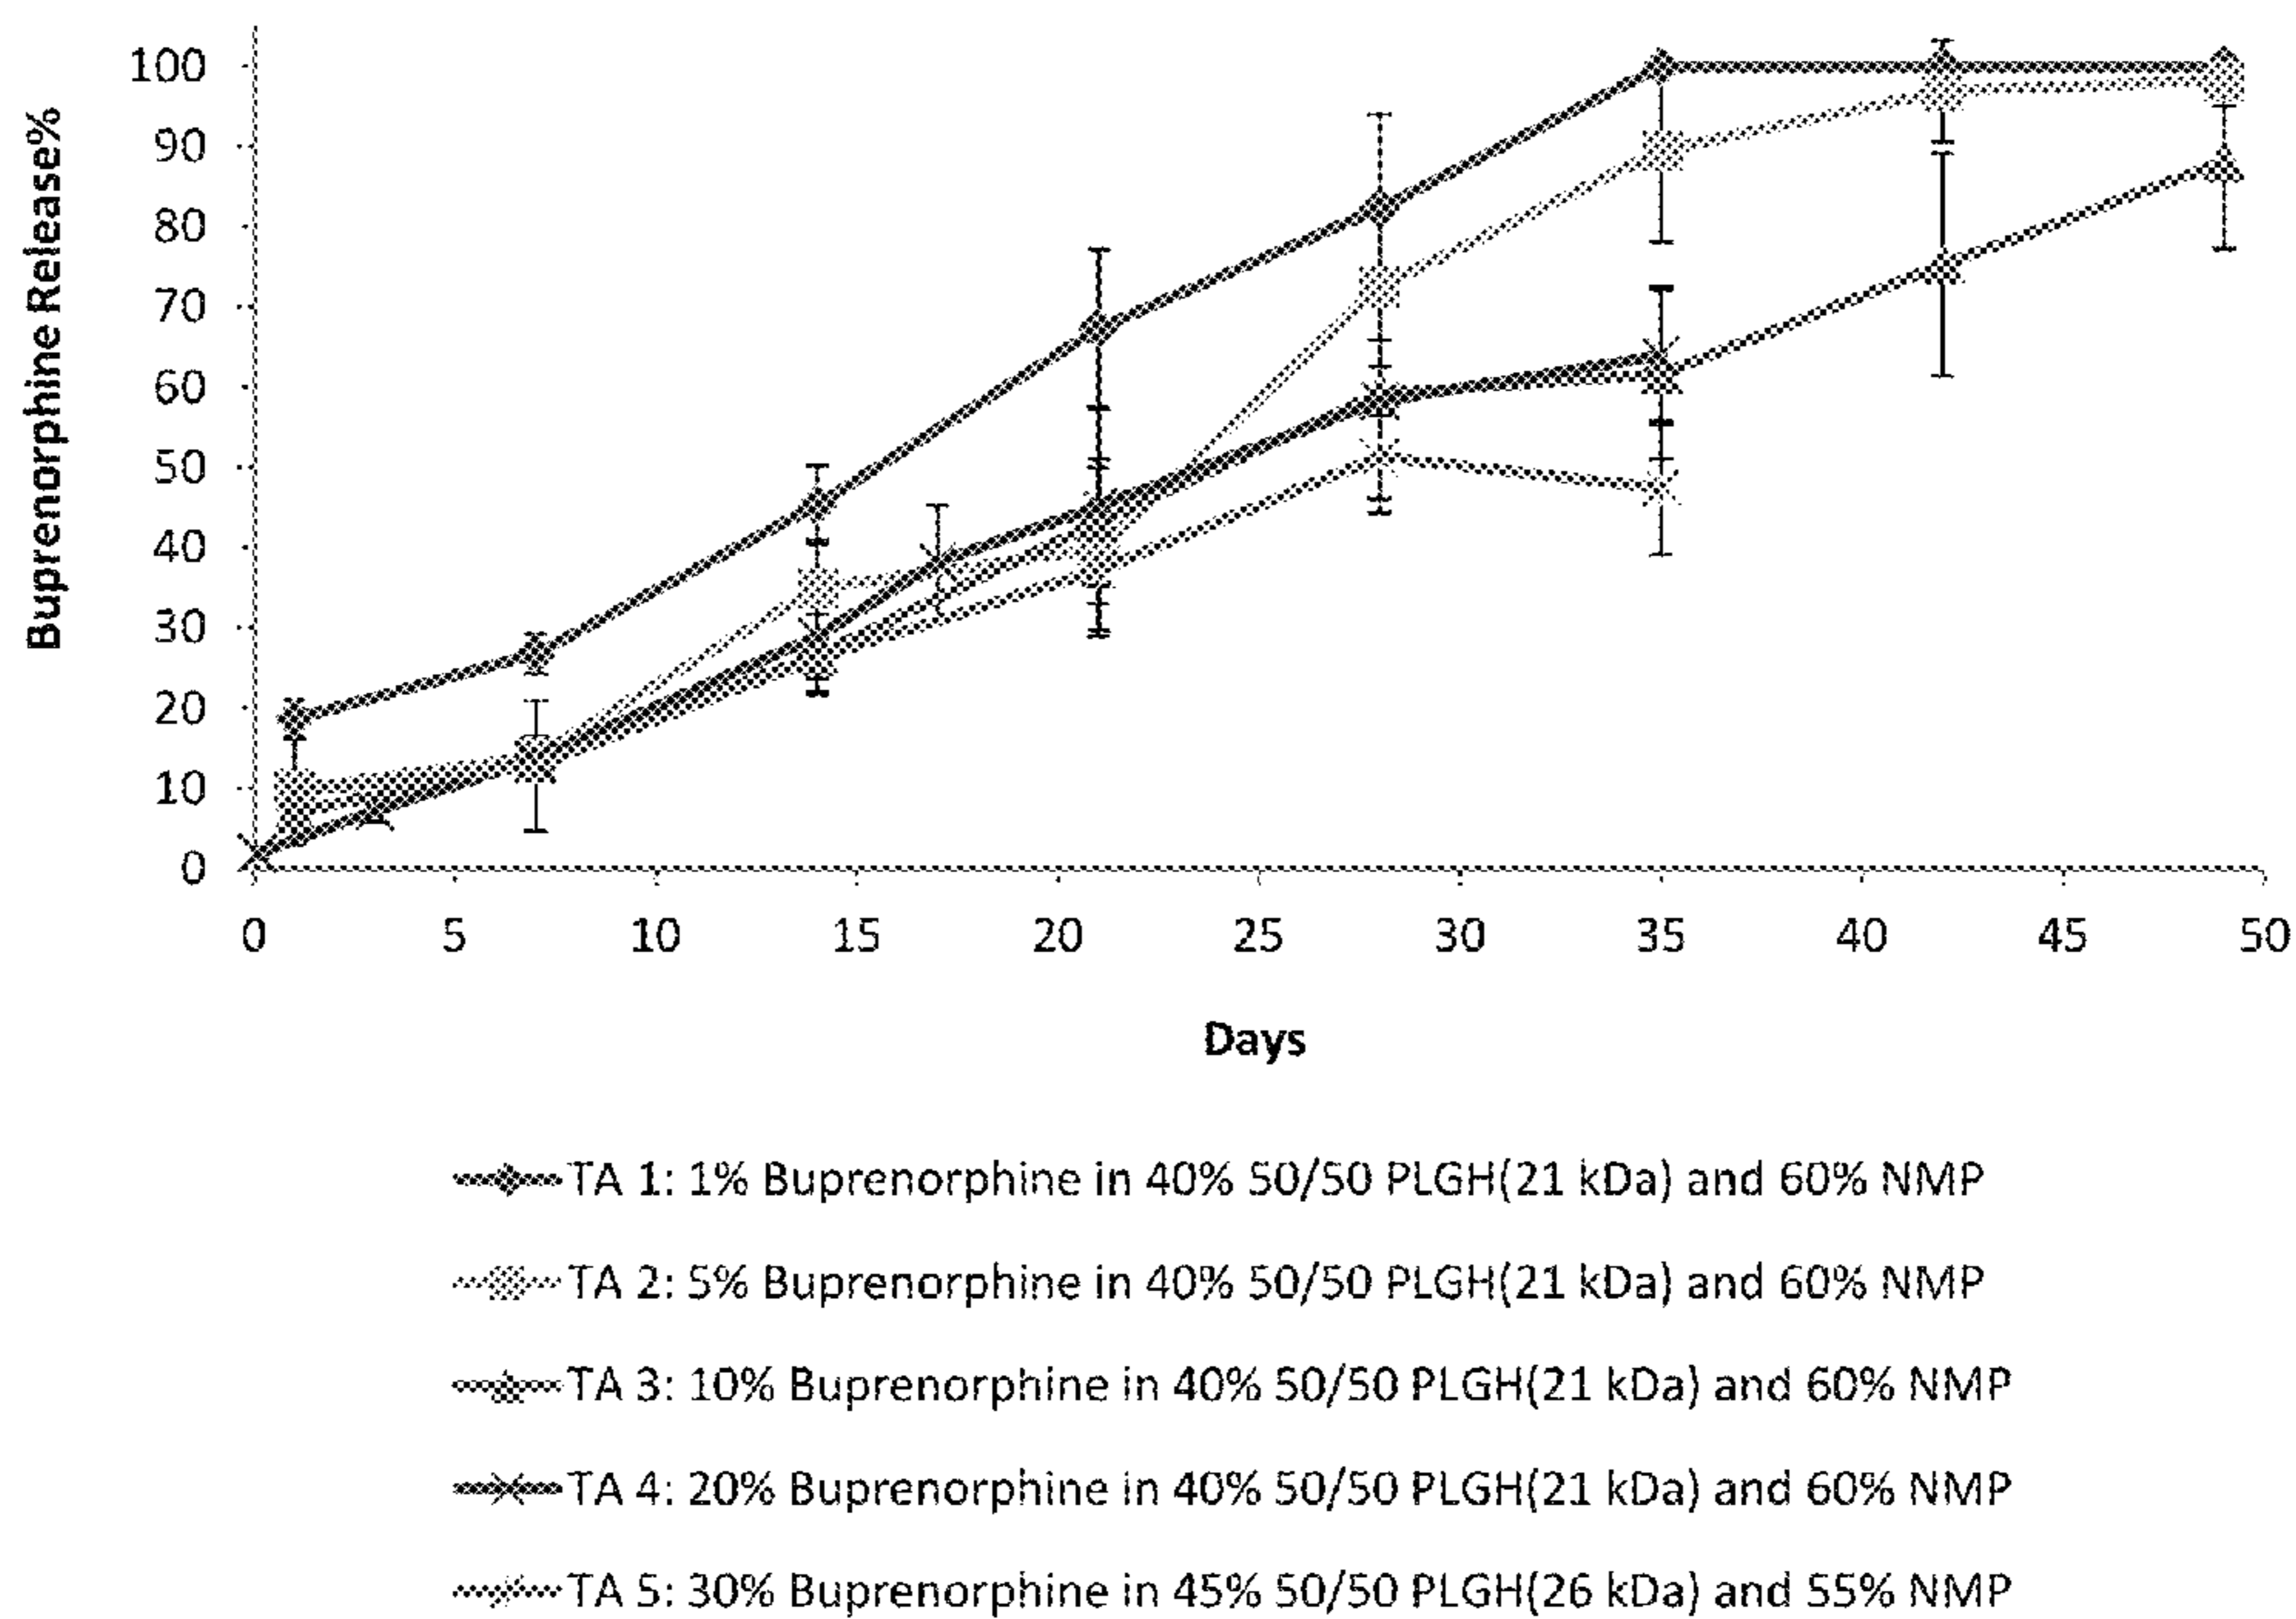 Buprenorphine Release%
100
90
80
70
60
50
40
30
20
10
0
0 5 10 15 20 25 30 35 40 45 50
Days
TA 1: 1% Buprenorphine in 40% 50/50 PLGH(21 kDa) and 60% NMP
TA 2: 5% Buprenorphine in 40% 50/50 PLGH(21 kDa) and 60% NMP
TA 3: 10% Buprenorphine in 40% 50/50 PLGH(21 kDa) and 60% NMP
TA 4: 20% Buprenorphine in 40% 50/50 PLGH(21 kDa) and 60% NMP
TA 5: 30% Buprenorphine in 45% 50/50 PLGH(26 kDa) and 55% NMP